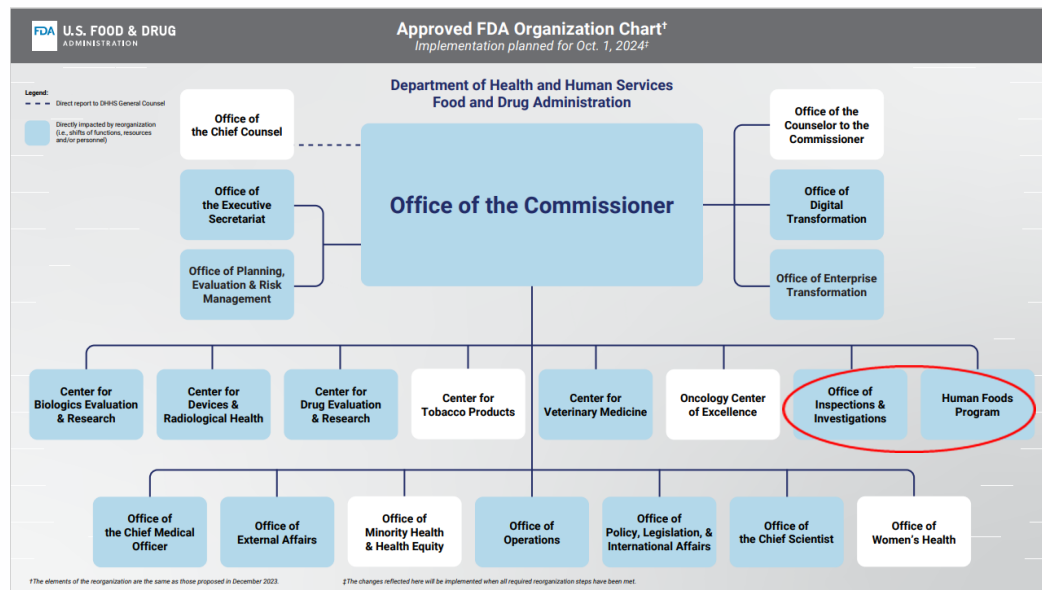 FDA U.S. FOOD & DRUG
ADMINISTRATION
Approved FDA Organization Chart†
Implementation planned for Oct. 1, 2024‡
Legend:
Direct report to DHHS General Counsel
Directly impacted by reorganization
(i.e., shifts of functions, resources
and/or personnel)
Department of Health and Human Services
Food and Drug Administration
Office of
the Chief Counsel
Office of
the Executive
Secretariat
Office of Planning,
Evaluation & Risk
Management
Office of the Commissioner
Office of the
Counselor to the
Commissioner
Office of
Digital
Transformation
Office of Enterprise
Transformation
Center for
Biologics Evaluation
& Research
Center for
Devices &
Radiological Health
Center for
Drug Evaluation
& Research
Center for
Tobacco Products
Center for
Veterinary Medicine
Oncology Center
of Excellence
Office of
Inspections &
Investigations
Human Foods
Program
Office of
the Chief Medical
Officer
Office of
External Affairs
Office of
Minority Health
& Health Equity
Office of
Operations
Office of
Policy, Legislation, &
International Affairs
Office of
the Chief Scientist
Office of
Women's Health
†The elements of the reorganization are the same as those proposed in December 2023.
‡The changes reflected here will be implemented when all required reorganization steps have been met.